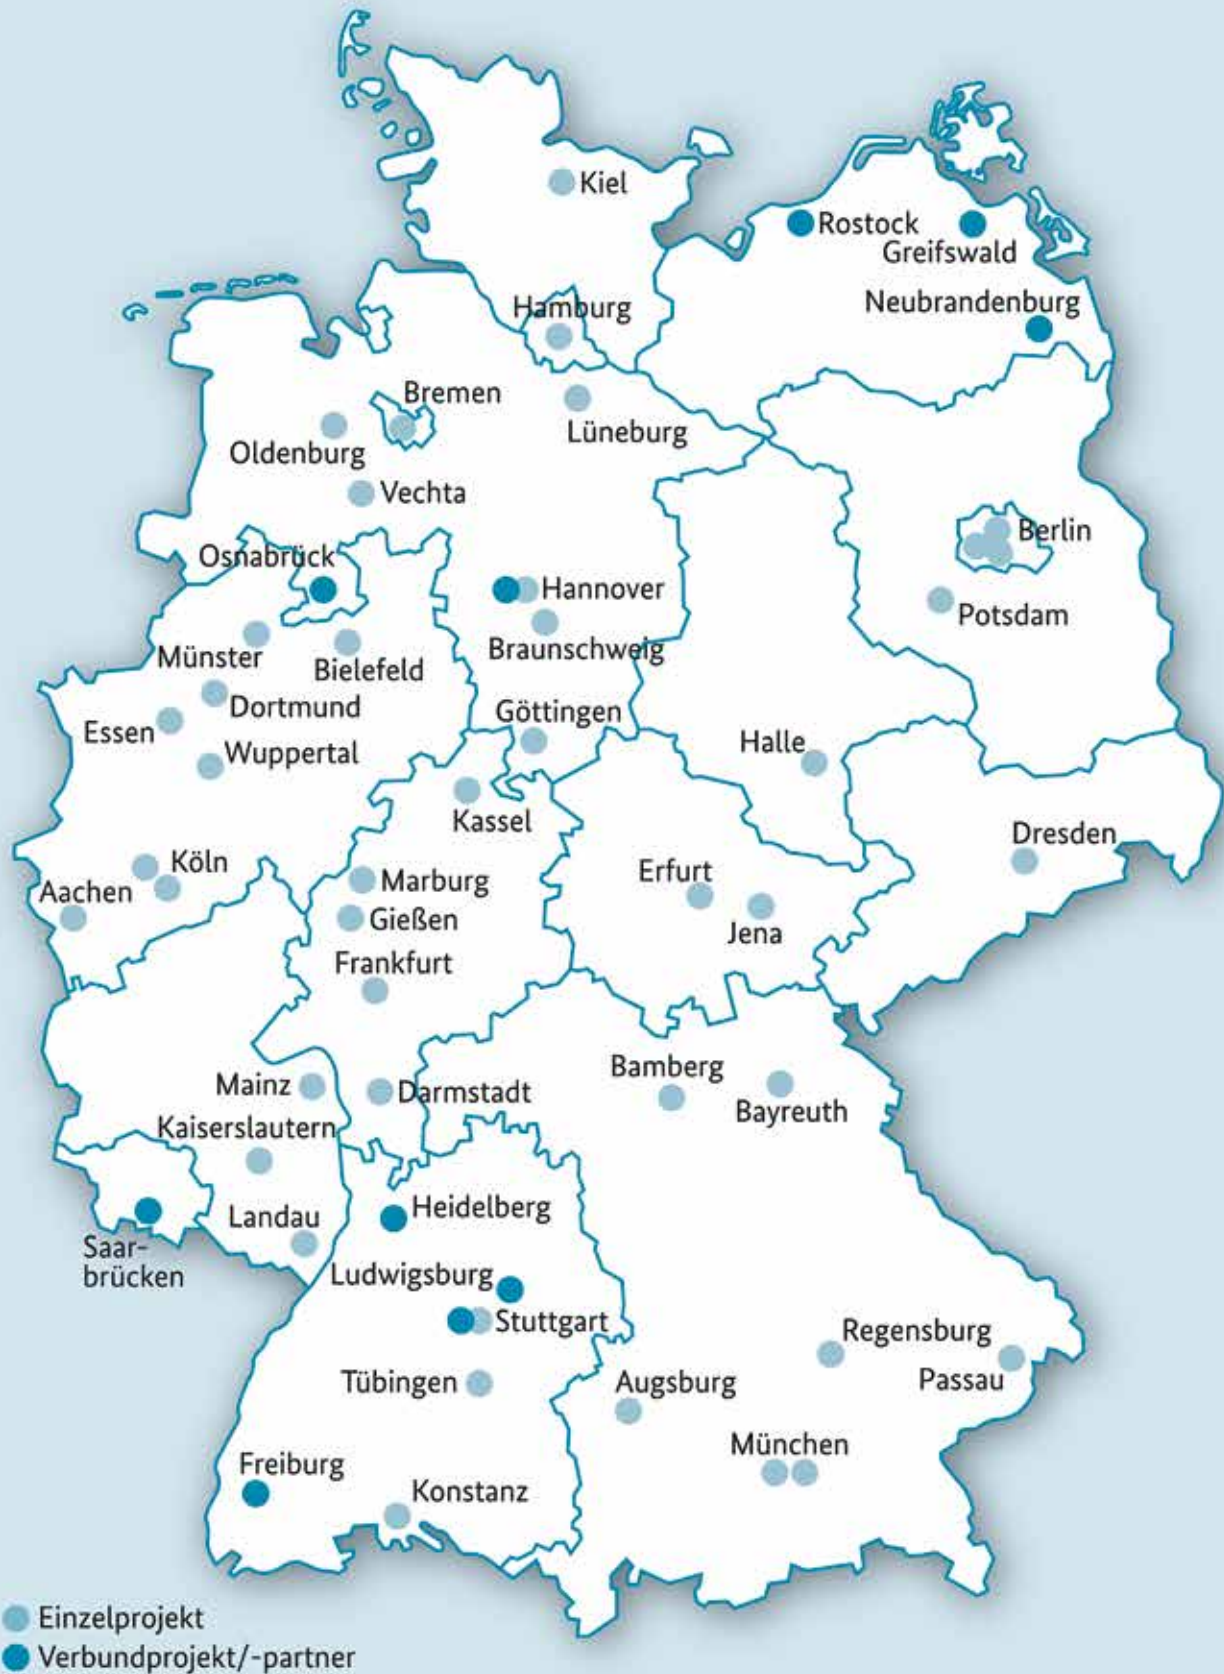 Kiel
Rostock
Greifswald
Neubrandenburg
Hamburg
Bremen
Lüneburg
Oldenburg
Vechta
Berlin
Osnabrück
Hannover
Potsdam
Braunschweig
Münster
Bielefeld
Dortmund
Göttingen
Essen
Wuppertal
Halle
Kassel
Dresden
Köln
Erfurt
Marburg
Aachen
Gießen
Jena
Frankfurt
Bamberg
Mainz
Darmstadt
Bayreuth
Kaiserslautern
Heidelberg
Landau
Saar-
brücken
Ludwigsburg
Stuttgart
Regensburg
Tübingen
Augsburg
Passau
München
Freiburg
Konstanz
Einzelprojekt
Verbundprojekt/-partner